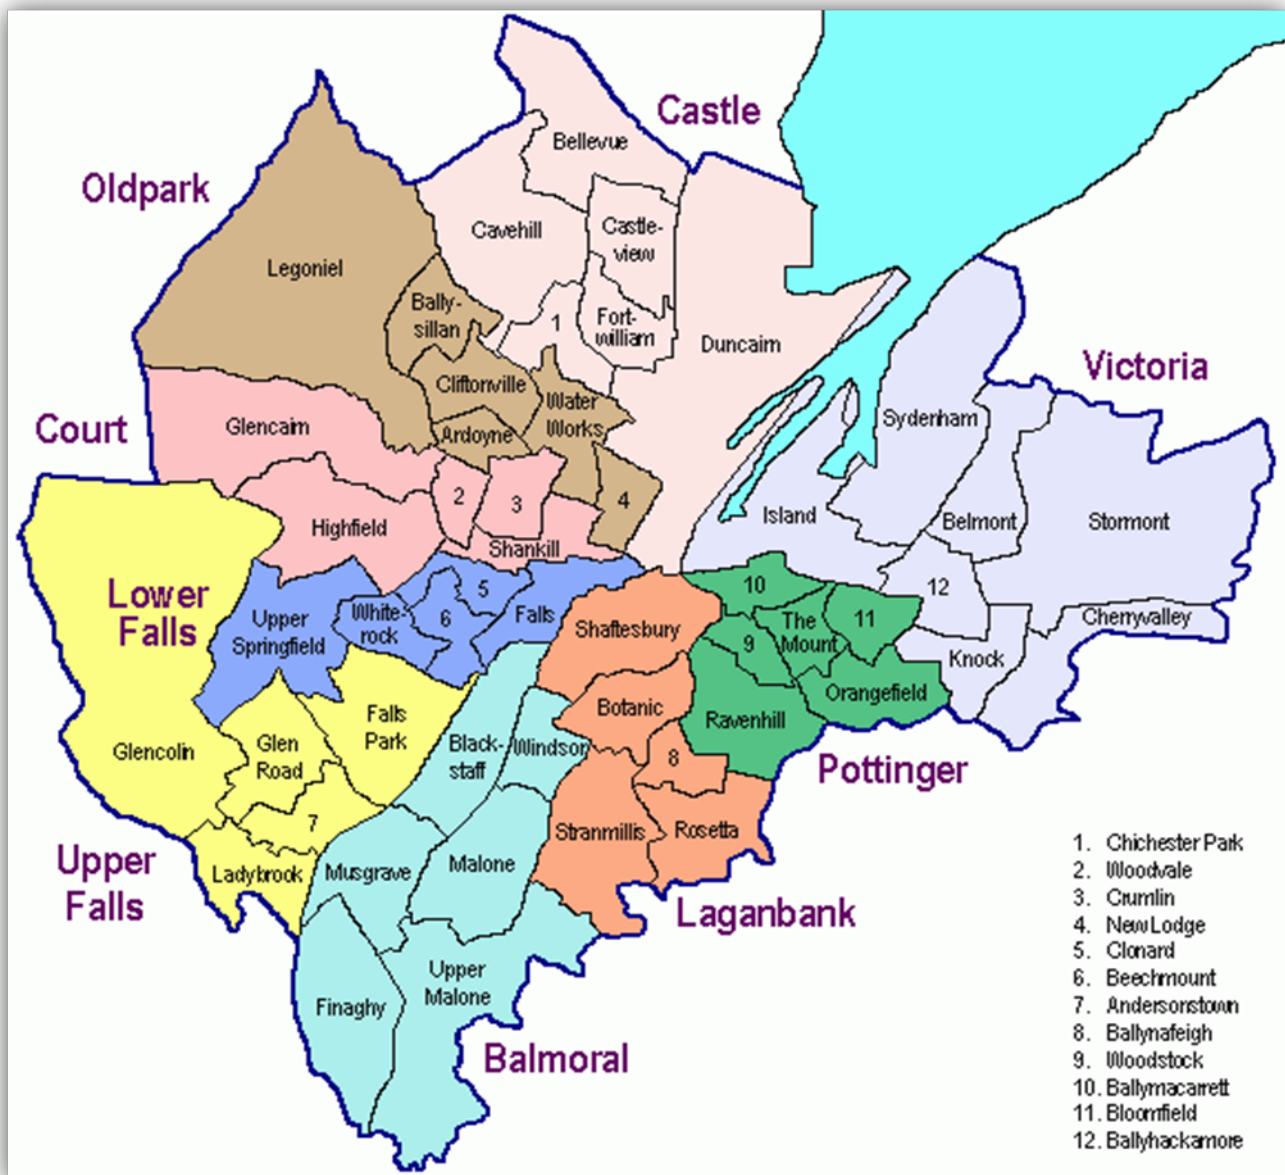 Castle
Bellevue
Oldpark
Cavehill
Castle-
view
Legoniel
Bally-
sillan
1
Fort-
william
Duncairn
Victoria
Cliftonville
Water
Works
Sydenham
Court
Glencairn
Ardoyne
2
3
4
Highfield
Island
Belmont
Stormont
Shankill
Lower
Falls
Upper
Springfield
White-
rock
5
6
Falls
Shaftesbury
10
The
Mount
11
12
Cherryvalley
9
Knock
Orangefield
Glencolin
Glen
Road
Falls
Park
Black-
staff
Windsor
Botanic
Ravenhill
8
Pottinger
7
Stranmillis
Rosetta
Upper
Falls
Ladybrook
Musgrave
Malone
Laganbank
Finaghy
Upper
Malone
Balmoral
1. Chichester Park
2. Woodvale
3. Crumlin
4. New Lodge
5. Clonard
6. Beechmount
7. Andersonstown
8. Ballynafeigh
9. Woodstock
10. Ballymacarrett
11. Bloomfield
12. Ballyhackamore